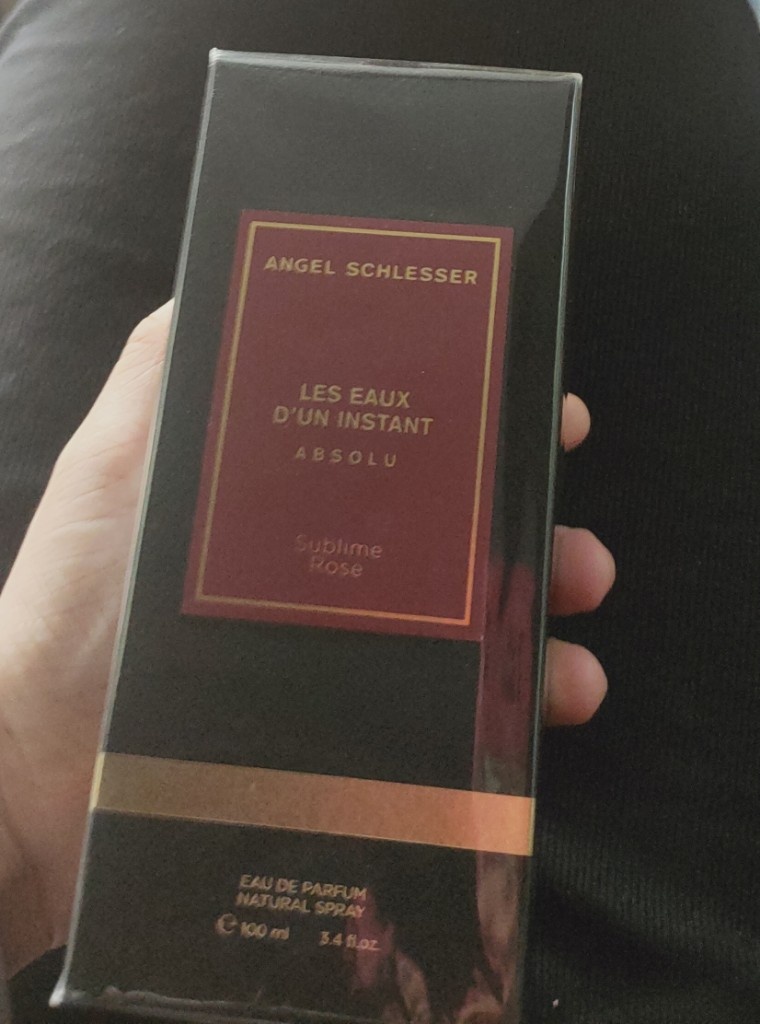 ANGEL SCHLESSER
LES EAUX
D'UN INSTANT
ABSOLU
Sublime
Rose
EAU DE PARFUM
NATURAL SPRAY
℮ 100 ml 3.4 fl.oz.